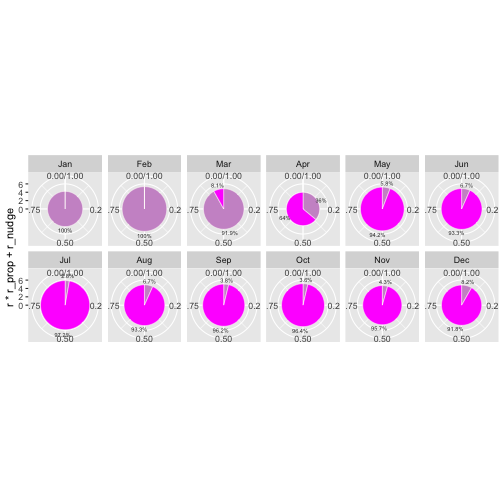 r * r_prop + r_nudge
Jan Feb Mar Apr May Jun
0.00/1.00 0.00/1.00 0.00/1.00 0.00/1.00 0.00/1.00 0.00/1.00
6
4
2
0
8.1% 5.8% 6.7%
36%
.75 0.2 .75 0.2 .75 0.2 .75 0.2 .75 0.2 .75 0.2
64%
100% 100% 91.9% 94.2% 93.3%
0.50 0.50 0.50 0.50 0.50 0.50
Jul Aug Sep Oct Nov Dec
0.00/1.00 0.00/1.00 0.00/1.00 0.00/1.00 0.00/1.00 0.00/1.00
6
4
2
0
6.7% 3.8% 3.6% 4.3% 8.2%
.75 0.2 .75 0.2 .75 0.2 .75 0.2 .75 0.2 .75 0.2
93.3% 96.2% 96.4% 95.7% 91.8%
0.50 0.50 0.50 0.50 0.50 0.50